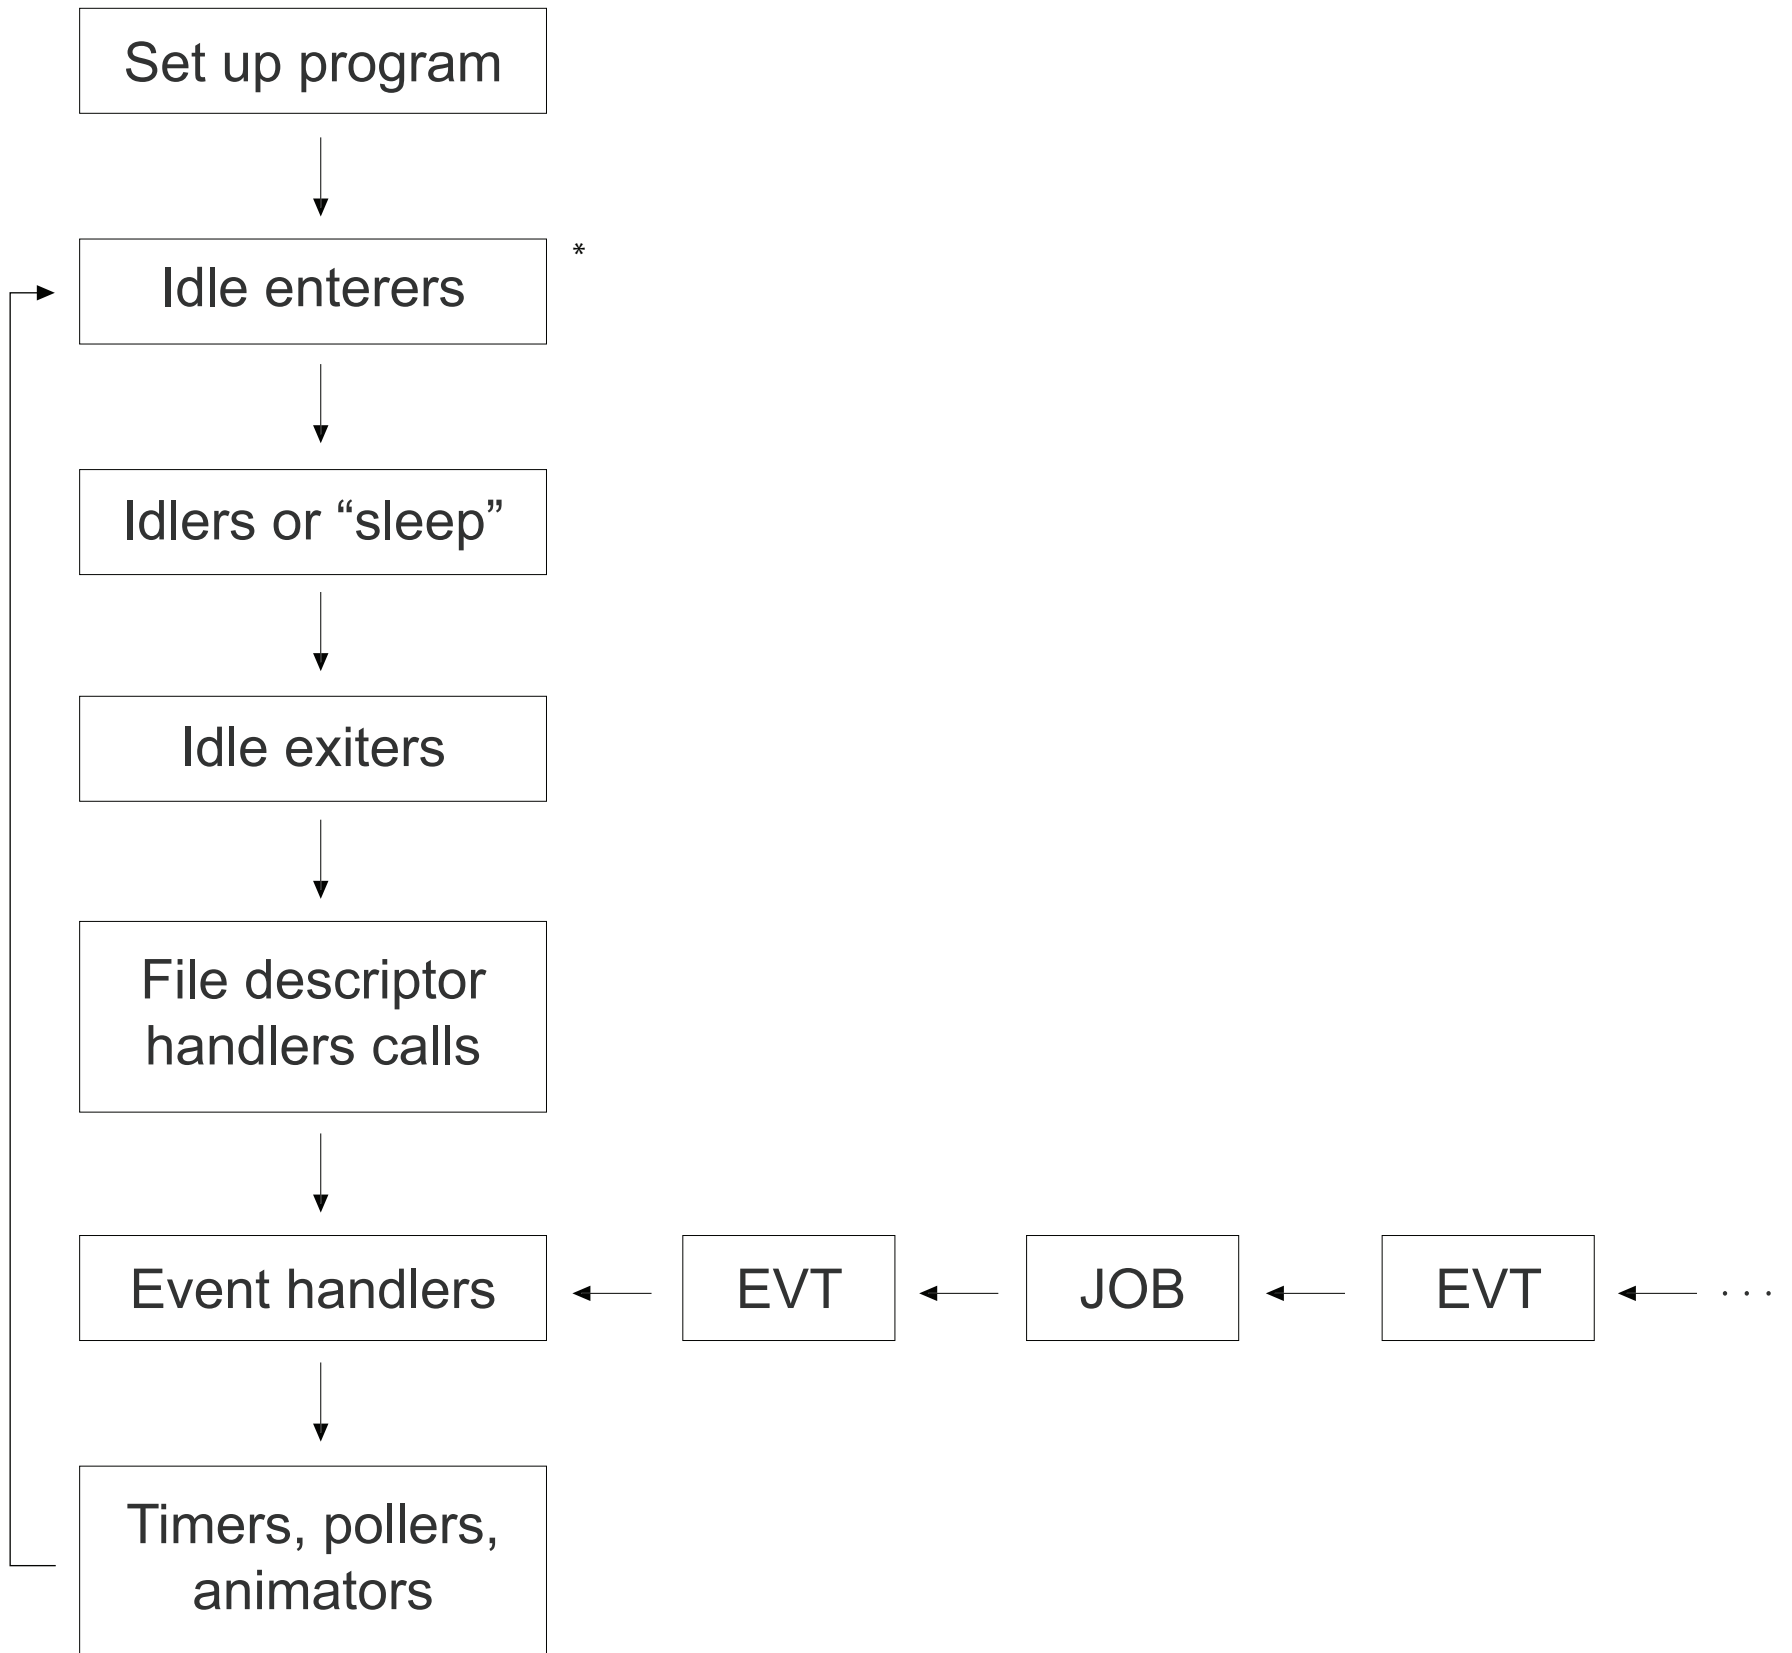 Set up program
Idle enterers *
Idlers or “sleep”
Idle exiters
File descriptor
handlers calls
Event handlers EVT JOB EVT . . .
Timers, pollers,
animators